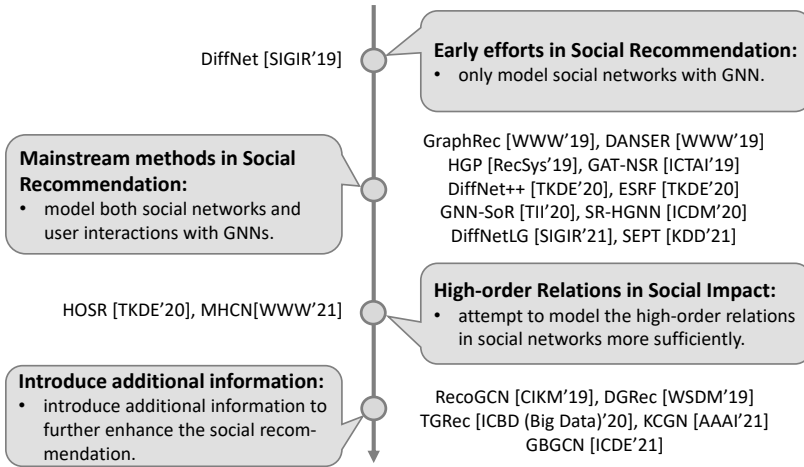 DiffNet [SIGIR'19]
Early efforts in Social Recommendation:
• only model social networks with GNN.
Mainstream methods in Social
Recommendation:
• model both social networks and
user interactions with GNNs.
GraphRec [WWW'19], DANSER [WWW'19]
HGP [RecSys'19], GAT-NSR [ICTAI'19]
DiffNet++ [TKDE'20], ESRF [TKDE'20]
GNN-SoR [TII'20], SR-HGNN [ICDM'20]
DiffNetLG [SIGIR'21], SEPT [KDD'21]
HOSR [TKDE'20], MHCN[WWW'21]
High-order Relations in Social Impact:
• attempt to model the high-order relations
in social networks more sufficiently.
Introduce additional information:
• introduce additional information to
further enhance the social recom-
mendation.
RecoGCN [CIKM'19], DGRec [WSDM'19]
TGRec [ICBD (Big Data)'20], KCGN [AAAI'21]
GBGCN [ICDE'21]